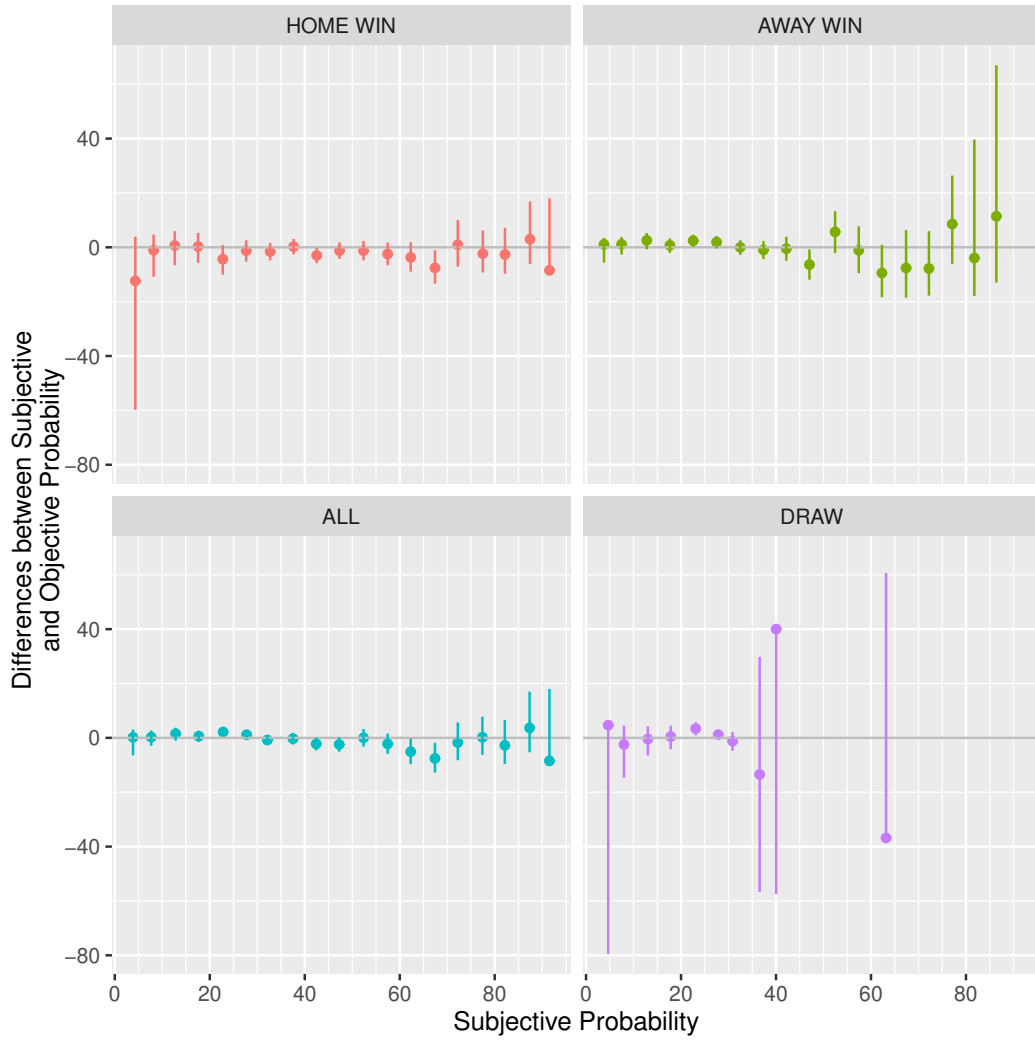 HOME WIN
AWAY WIN
40
0
−40
−80
ALL
DRAW
40
0
−40
−80
0 20 40 60 80
0 20 40 60 80
Subjective Probability
Differences between Subjective
and Objective Probability